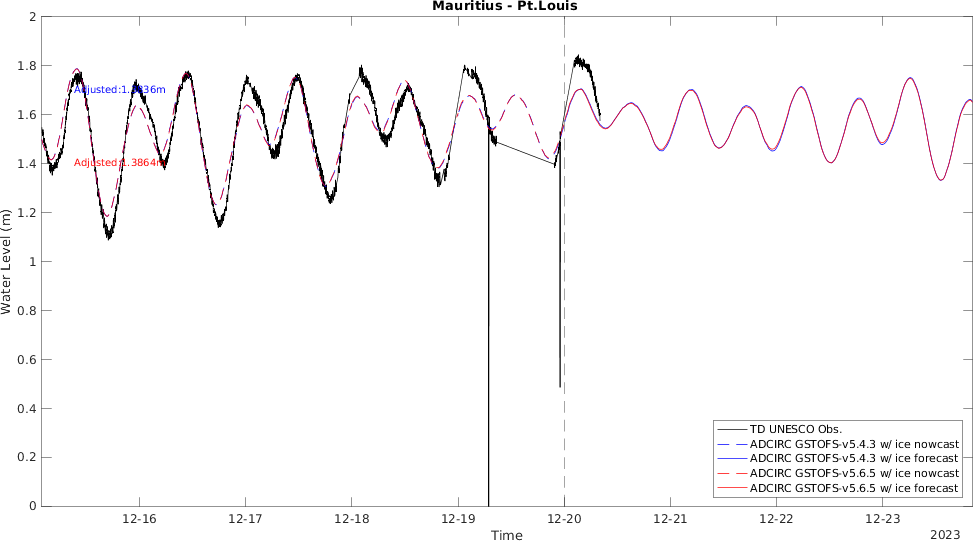 Mauritius - Pt.Louis
2
1.8
1.6
1.4
1.2
1
0.8
0.6
0.4
0.2
0
Water Level (m)
Adjusted:1.3836m
Adjusted:1.3864m
TD UNESCO Obs.
ADCIRC GSTOFS-v5.4.3 w/ ice nowcast
ADCIRC GSTOFS-v5.4.3 w/ ice forecast
ADCIRC GSTOFS-v5.6.5 w/ ice nowcast
ADCIRC GSTOFS-v5.6.5 w/ ice forecast
12-16 12-17 12-18 12-19 12-20 12-21 12-22 12-23
Time
2023